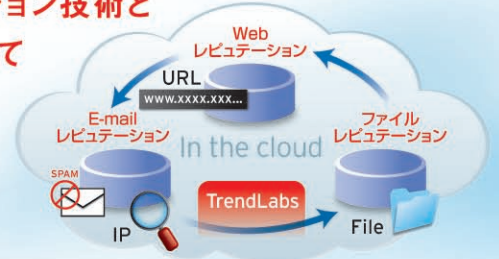 ション技術と
て
Web
レピュテーション
URL
www.xxxx.xxx...
E-mail
レピュテーション
ファイル
レピュテーション
In the cloud
SPAM
TrendLabs
IP
File